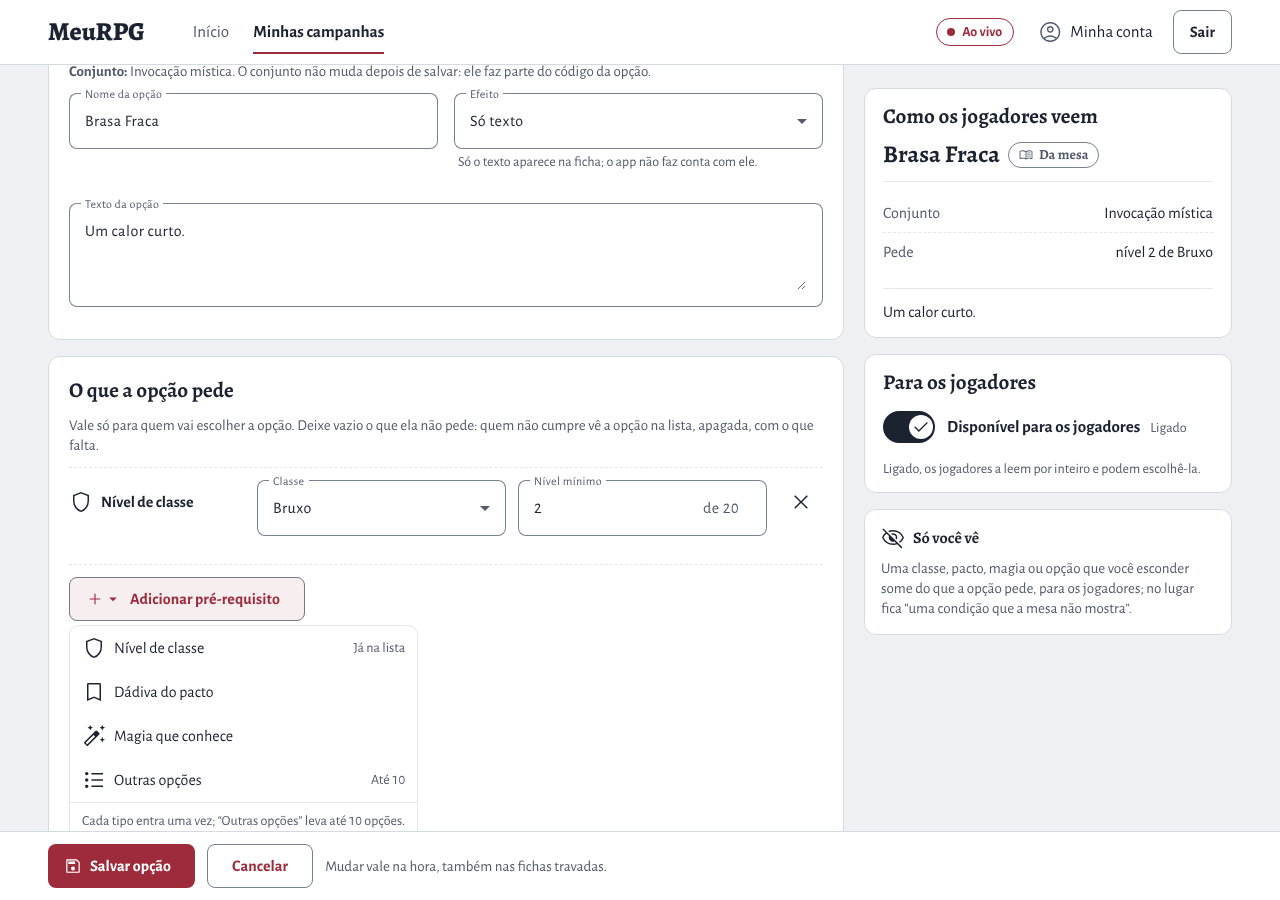 MeuRPG
Início
Minhas campanhas
Ao vivo
Minha conta
Sair
Conjunto: Invocação mística. O conjunto não muda depois de salvar: ele faz parte do código da opção.
Nome da opção
Brasa Fraca
Efeito
Só texto
Só o texto aparece na ficha; o app não faz conta com ele.
Texto da opção
Um calor curto.
O que a opção pede
Vale só para quem vai escolher a opção. Deixe vazio o que ela não pede: quem não cumpre vê a opção na lista, apagada, com o que
falta.
Nível de classe
Classe
Bruxo
Nível mínimo
2
de 20
Adicionar pré-requisito
Nível de classe
Já na lista
Dádiva do pacto
Magia que conhece
Outras opções
Até 10
Cada tipo entra uma vez; “Outras opções” leva até 10 opções.
Como os jogadores veem
Brasa Fraca
Da mesa
Conjunto
Invocação mística
Pede
nível 2 de Bruxo
Um calor curto.
Para os jogadores
Disponível para os jogadores
Ligado
Ligado, os jogadores a leem por inteiro e podem escolhê-la.
Só você vê
Uma classe, pacto, magia ou opção que você esconder
some do que a opção pede, para os jogadores; no lugar
fica “uma condição que a mesa não mostra”.
Salvar opção
Cancelar
Mudar vale na hora, também nas fichas travadas.